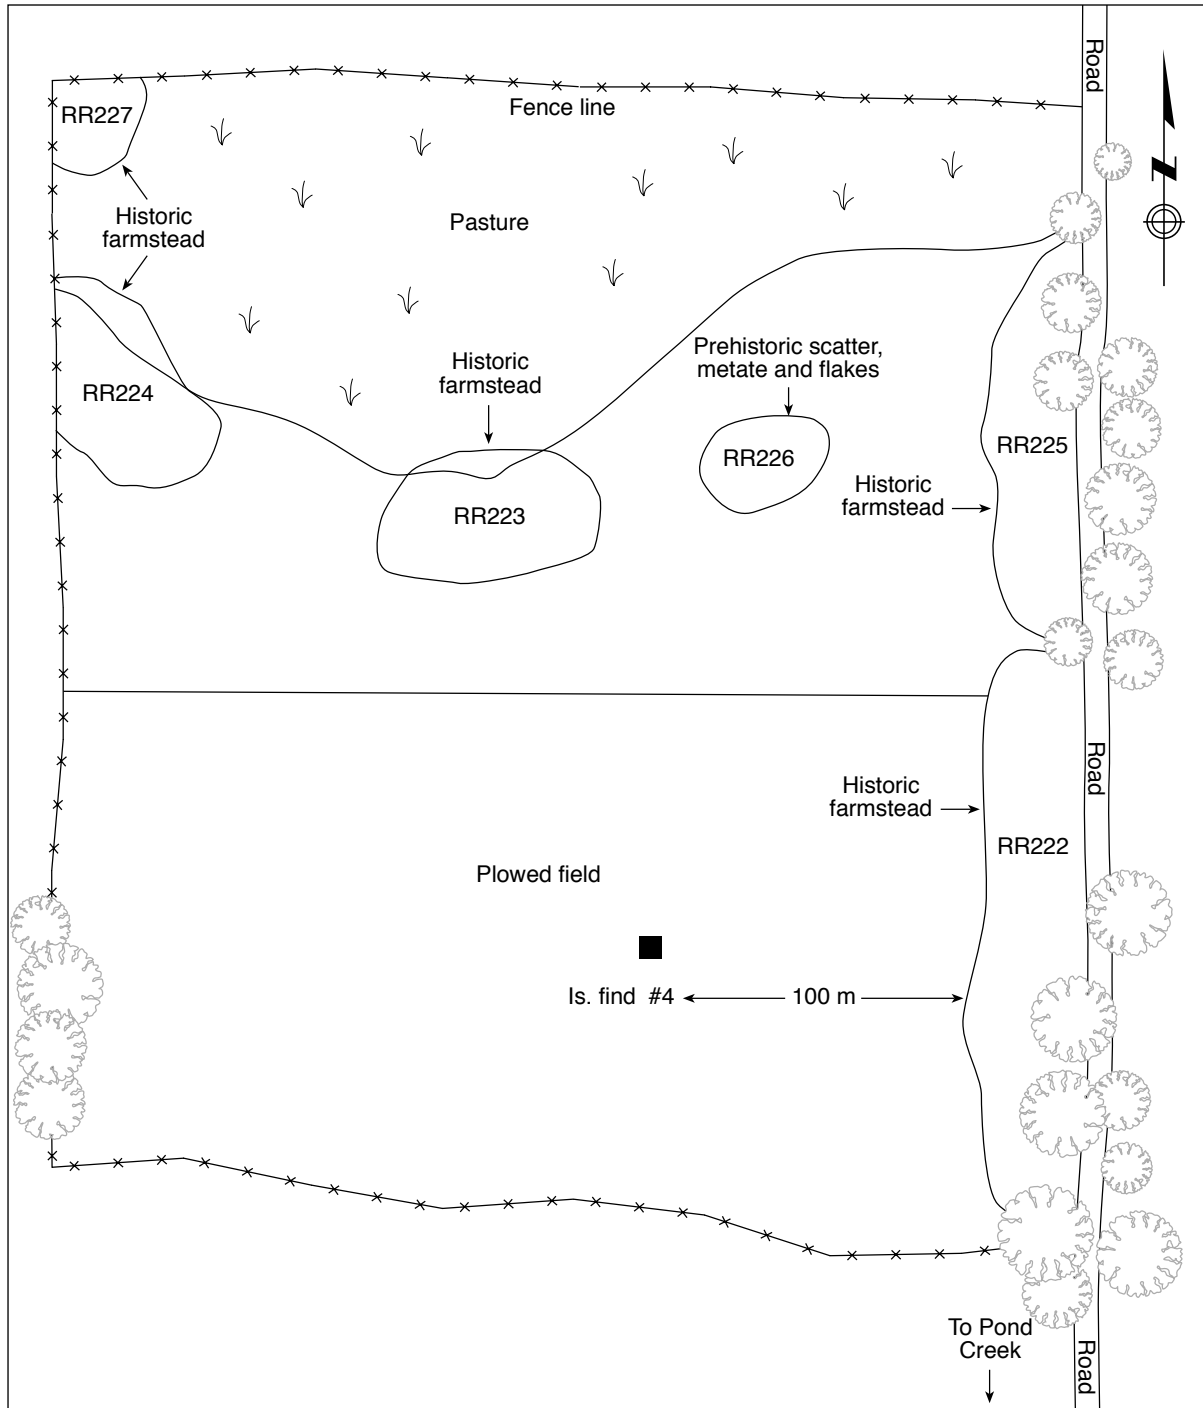 Road
Fence line
RR227
Historic
farmstead
Pasture
N
Historic
farmstead
Prehistoric scatter,
metate and flakes
RR224
RR225
RR226
Historic
farmstead
RR223
Road
Historic
farmstead
RR222
Plowed field
Is. find #4
100 m
To Pond
Creek
Road